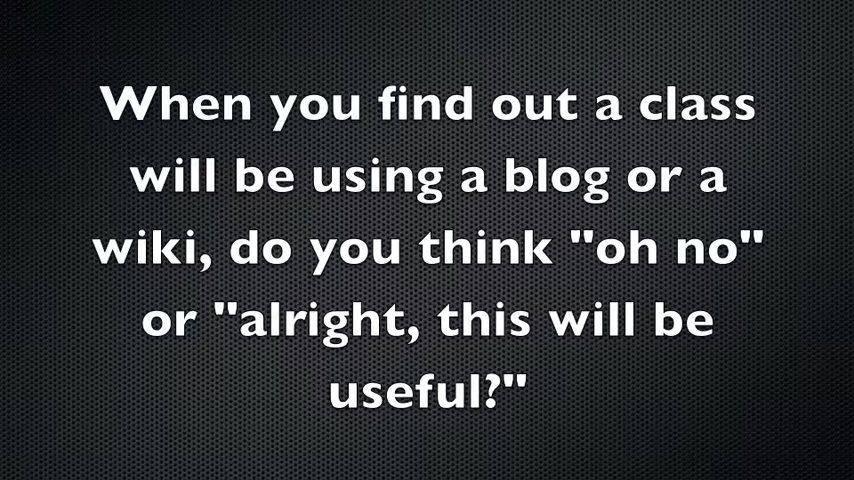 When you find out a class
will be using a blog or a
wiki, do you think "oh no"
or "alright, this will be
useful?"